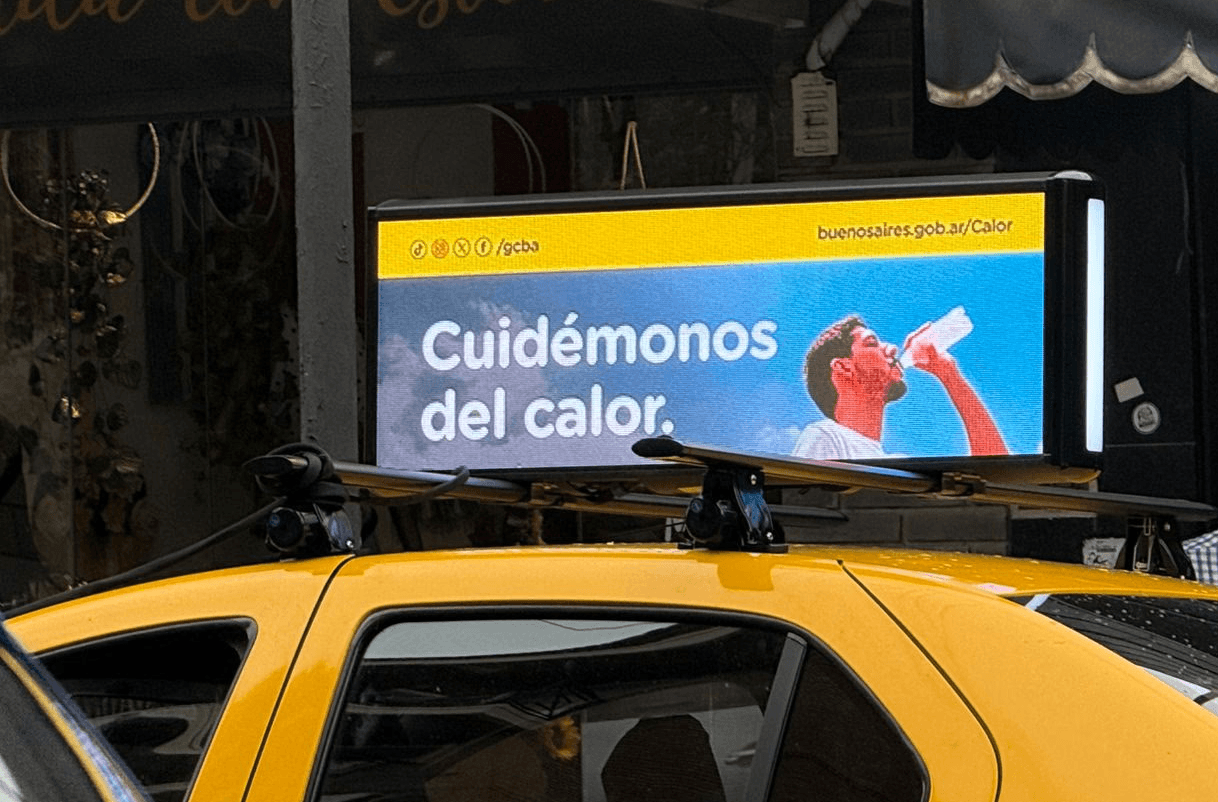 /gcba
buenosaires.gob.ar/Calor
Cuidémonos
del calor.